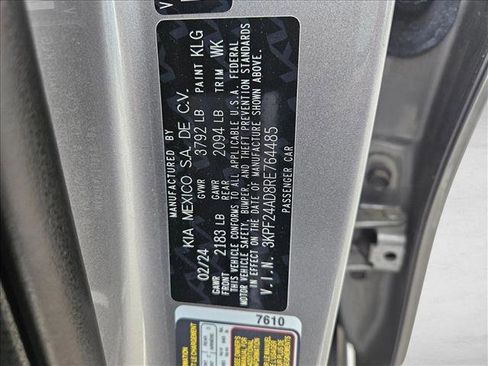 MANUFACTURED BY
KIA MEXICO S.A. DE C.V.
02/24 GVWR 3792 LB PAINT KLG
GAWR FRONT 2183 LB GAWR REAR 2094 LB TRIM WK
THIS VEHICLE CONFORMS TO ALL APPLICABLE U.S.A. FEDERAL
MOTOR VEHICLE SAFETY, BUMPER, AND THEFT PREVENTION STANDARDS
IN EFFECT ON THE DATE OF MANUFACTURE SHOWN ABOVE.
V.I.N. 3KPF24AD8RE764485
PASSENGER CAR
7610